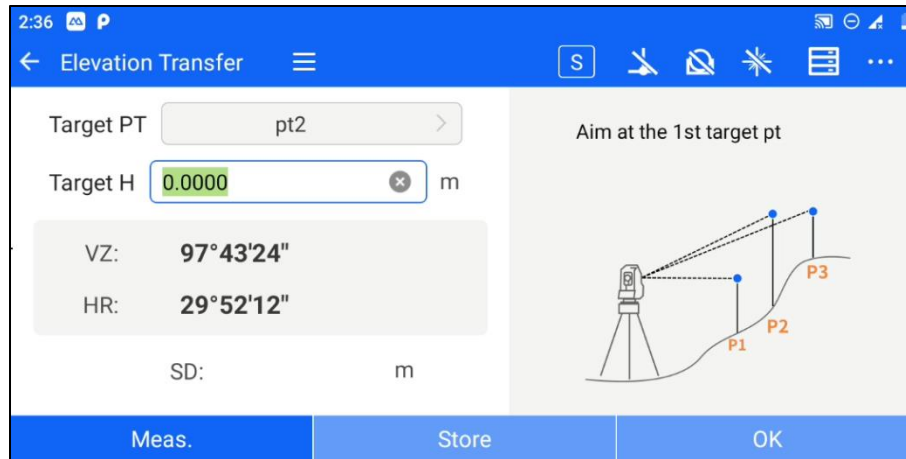 2:36
Elevation Transfer
S
Target PT pt2
Target H 0.0000 m
VZ: 97°43'24"
HR: 29°52'12"
SD: m
Aim at the 1st target pt
P3
P2
P1
Meas. Store OK